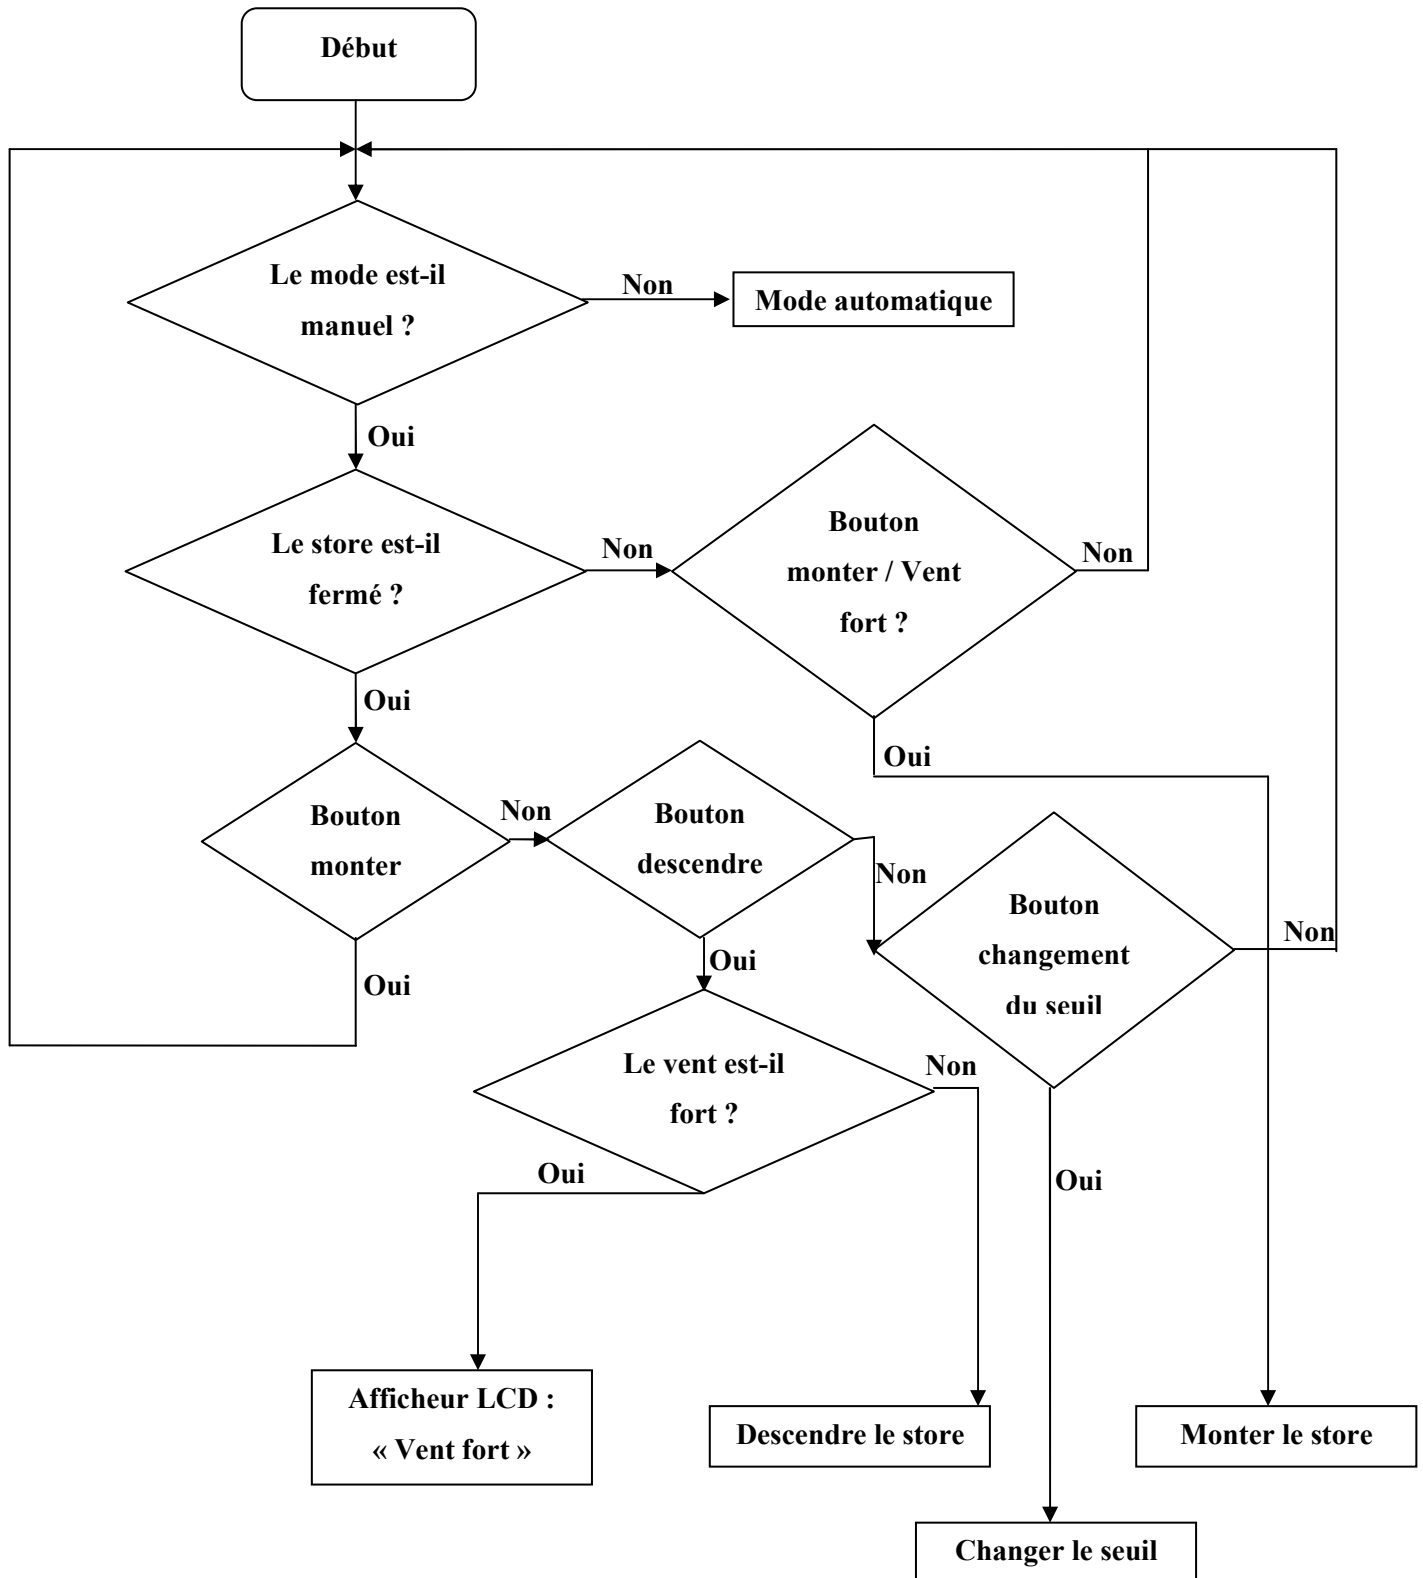 Début
Le mode est-il
manuel ?
Non
Mode automatique
Oui
Le store est-il
fermé ?
Non
Bouton
monter / Vent
fort ?
Non
Oui
Oui
Bouton
monter
Non
Bouton
descendre
Non
Bouton
changement
du seuil
Non
Oui
Oui
Le vent est-il
fort ?
Non
Oui
Oui
Afficheur LCD :
« Vent fort »
Descendre le store
Monter le store
Changer le seuil